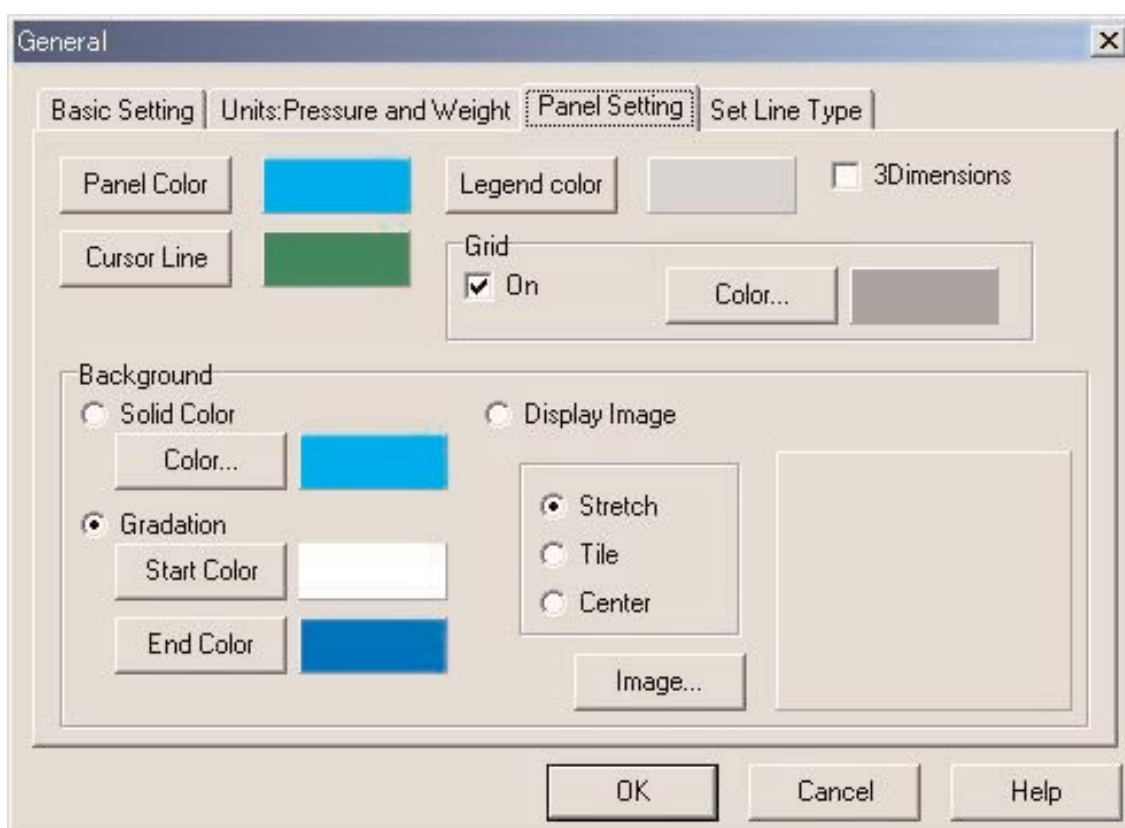 General
Basic Setting
Units:Pressure and Weight
Panel Setting
Set Line Type
Panel Color
Legend color
3Dimensions
Cursor Line
Grid
On
Color...
Background
Solid Color
Color...
Gradation
Start Color
End Color
Display Image
Stretch
Tile
Center
Image...
OK
Cancel
Help